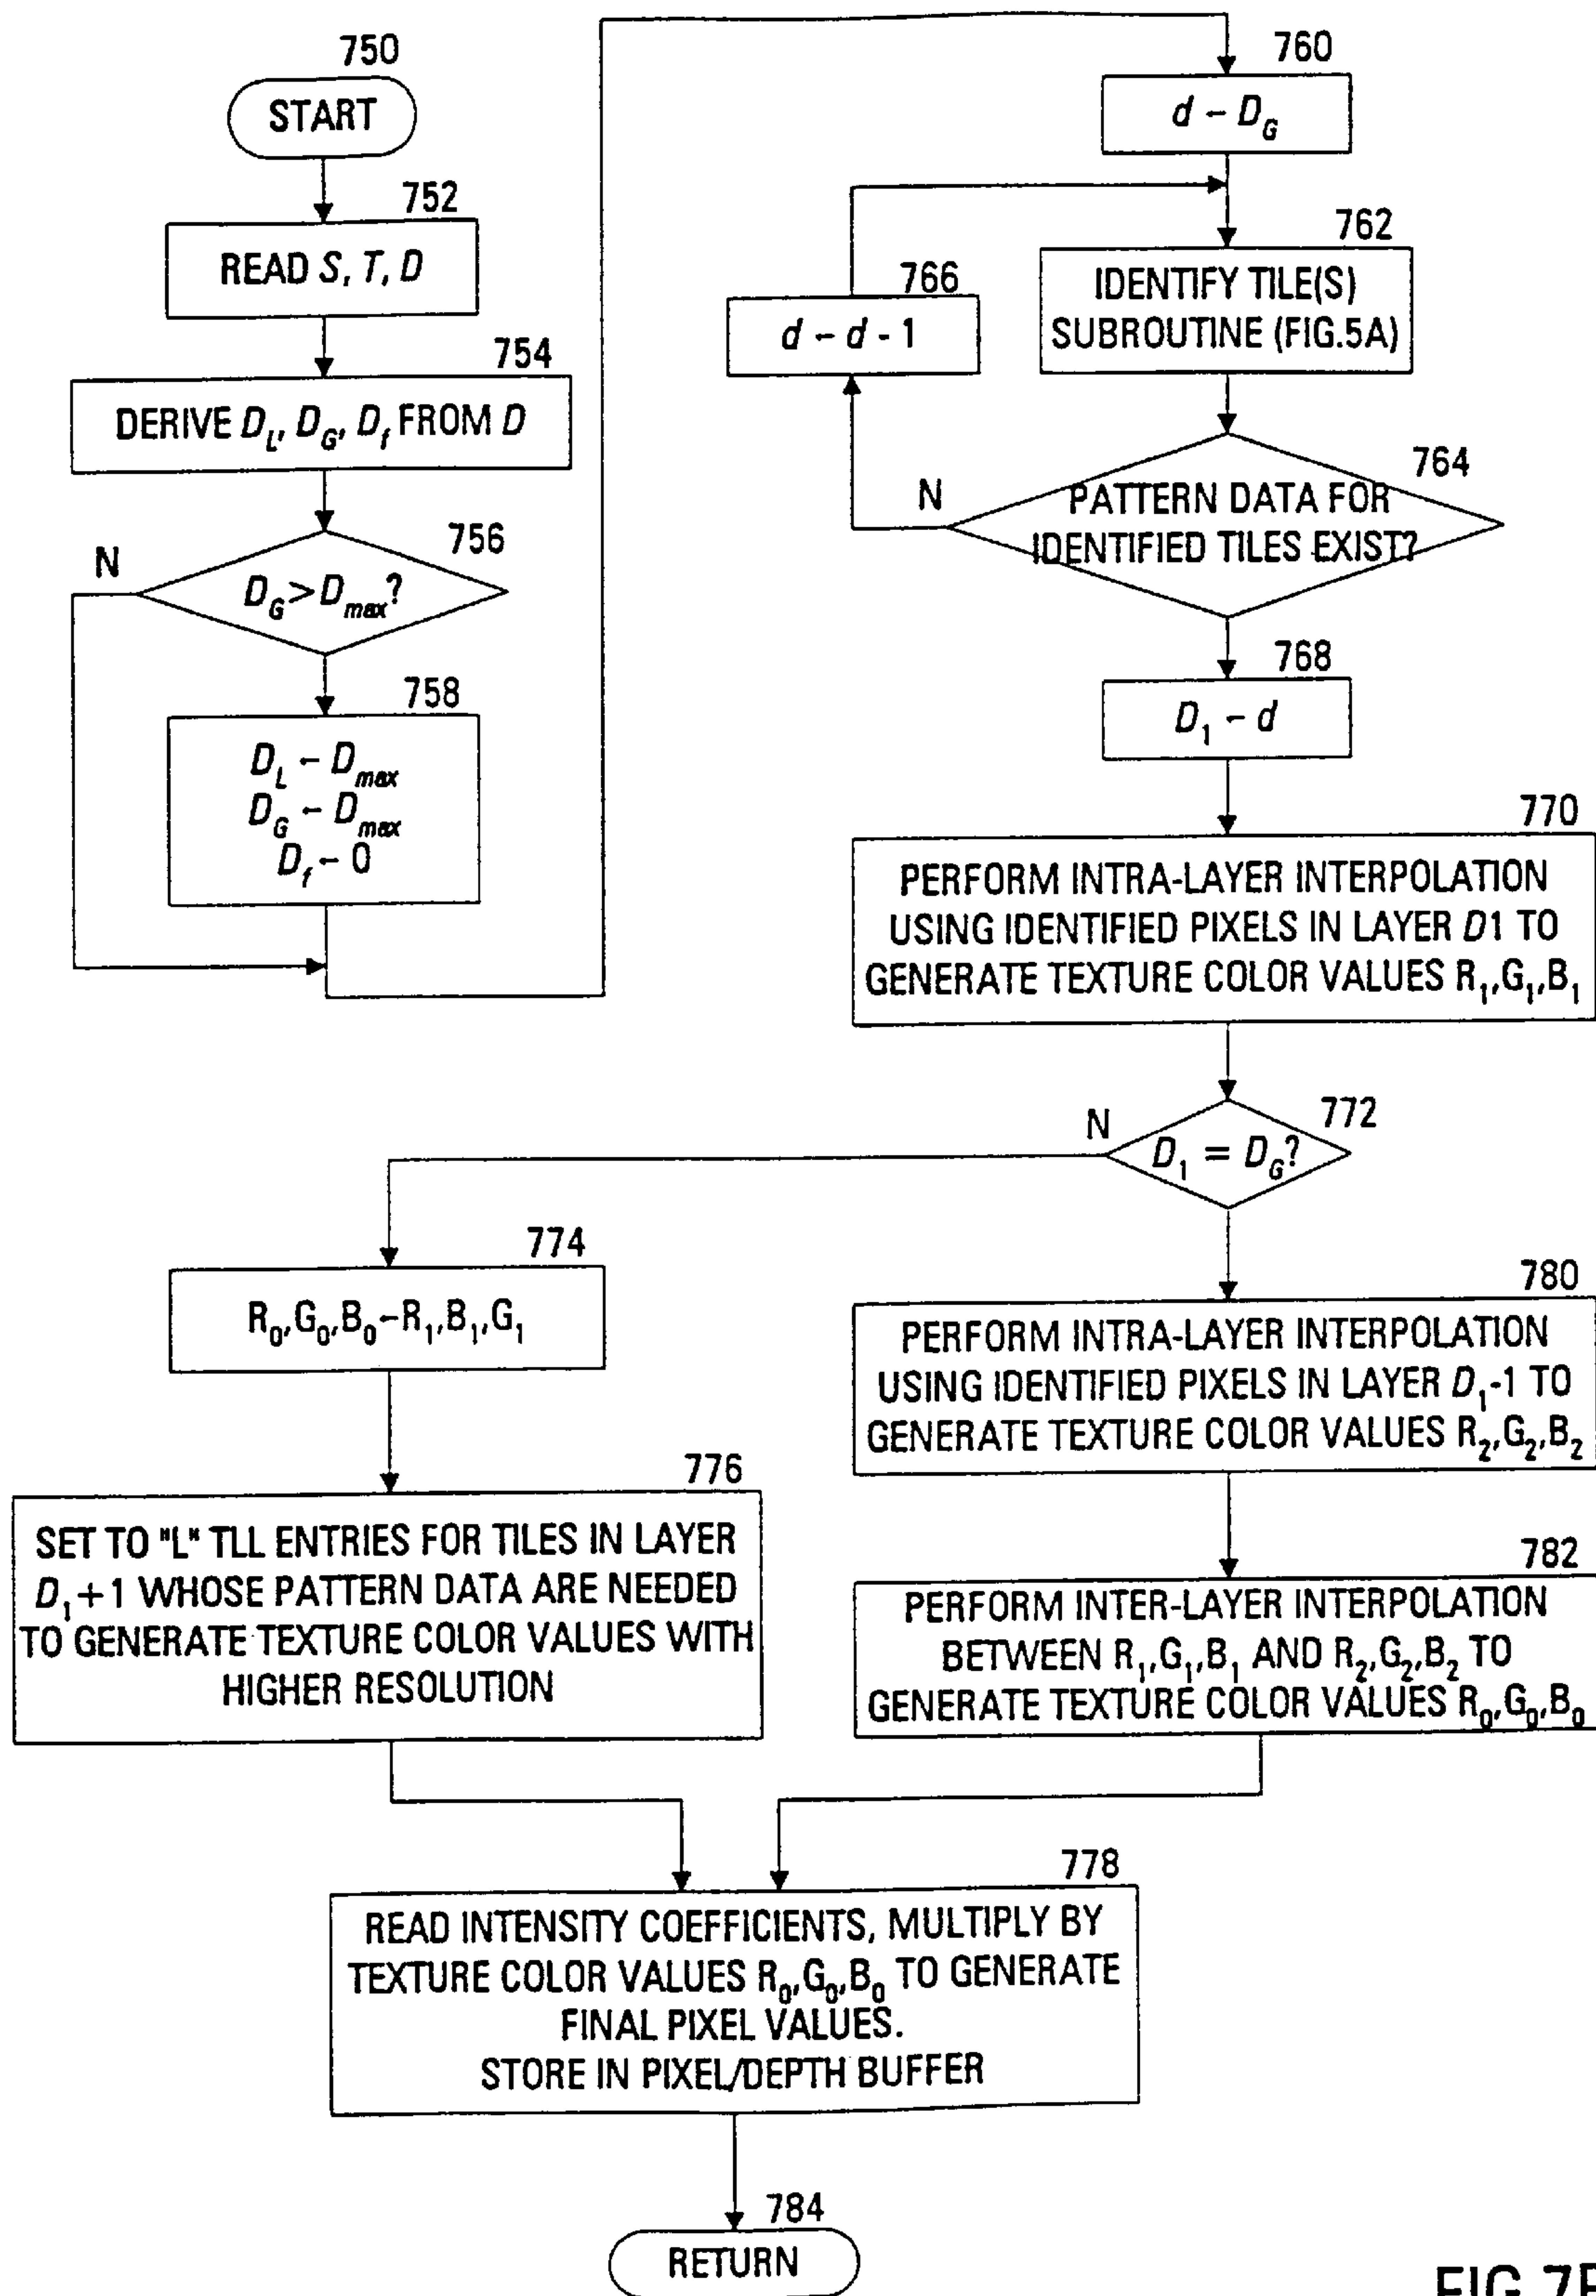 750
START
752
READ S, T, D
754
DERIVE D_L, D_G, D_f FROM D
756
N
D_G > D_max?
758
D_L - D_max
D_G - D_max
D_f - 0
760
d - D_G
762
IDENTIFY TILE(S)
SUBROUTINE (FIG.5A)
766
d - d - 1
764
N
PATTERN DATA FOR
IDENTIFIED TILES EXIST?
768
D_1 - d
770
PERFORM INTRA-LAYER INTERPOLATION
USING IDENTIFIED PIXELS IN LAYER D1 TO
GENERATE TEXTURE COLOR VALUES R_1,G_1,B_1
772
N
D_1 = D_G?
774
R_0,G_0,B_0-R_1,B_1,G_1
776
SET TO "L" TLL ENTRIES FOR TILES IN LAYER
D_1+1 WHOSE PATTERN DATA ARE NEEDED
TO GENERATE TEXTURE COLOR VALUES WITH
HIGHER RESOLUTION
780
PERFORM INTRA-LAYER INTERPOLATION
USING IDENTIFIED PIXELS IN LAYER D_1-1 TO
GENERATE TEXTURE COLOR VALUES R_2,G_2,B_2
782
PERFORM INTER-LAYER INTERPOLATION
BETWEEN R_1,G_1,B_1 AND R_2,G_2,B_2 TO
GENERATE TEXTURE COLOR VALUES R_0,G_0,B_0
778
READ INTENSITY COEFFICIENTS, MULTIPLY BY
TEXTURE COLOR VALUES R_0,G_0,B_0 TO GENERATE
FINAL PIXEL VALUES.
STORE IN PIXEL/DEPTH BUFFER
784
RETURN